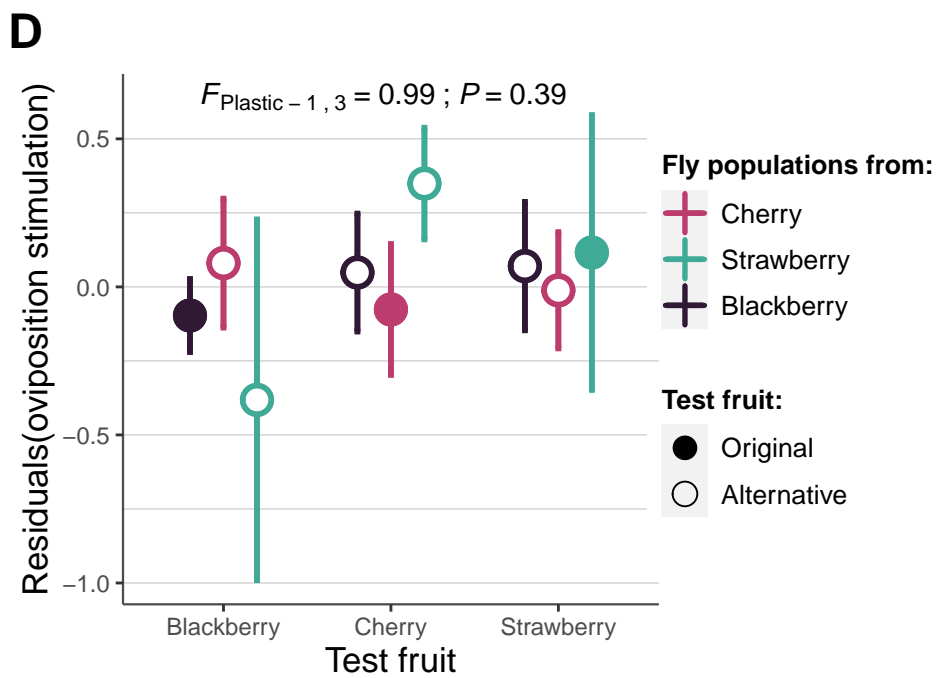 D
F Plastic − 1 , 3 = 0.99 ; P = 0.39
Residuals(oviposition stimulation)
0.5
0.0
−0.5
−1.0
Blackberry Cherry Strawberry
Test fruit
Fly populations from:
Cherry
Strawberry
Blackberry
Test fruit:
Original
Alternative